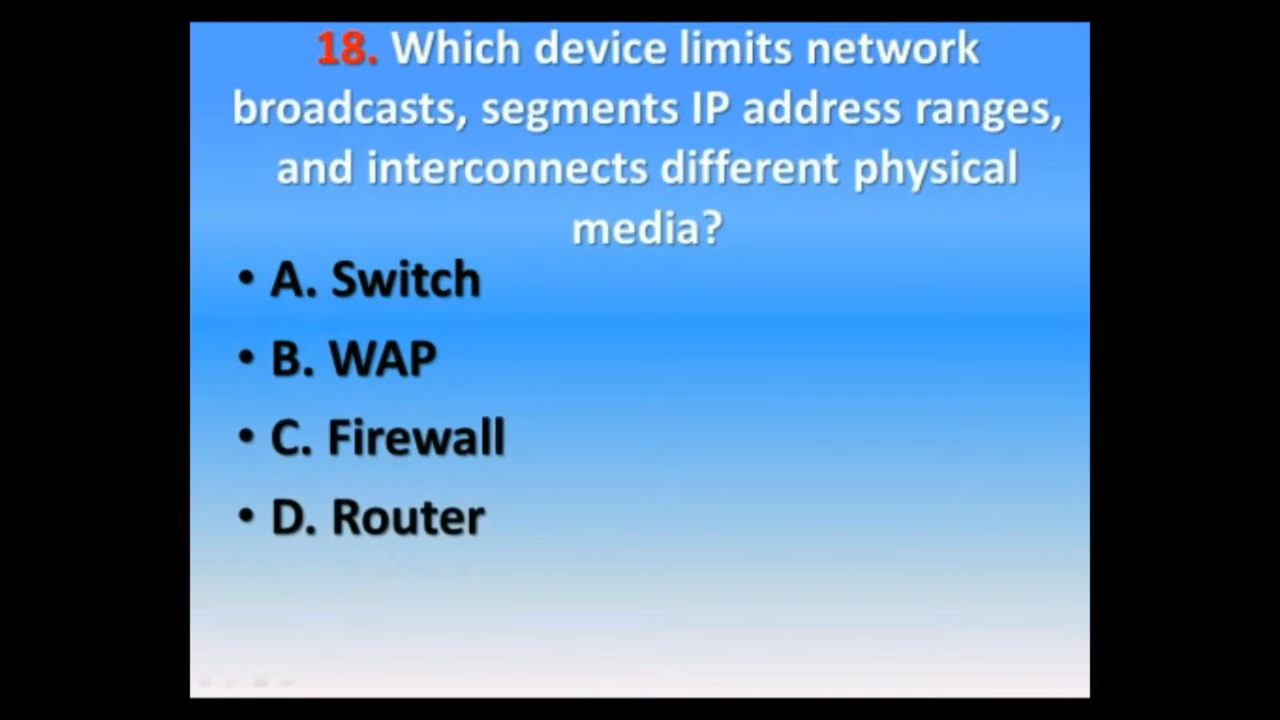 18. Which device limits network
broadcasts, segments IP address ranges,
and interconnects different physical
media?
• A. Switch
• B. WAP
• C. Firewall
• D. Router